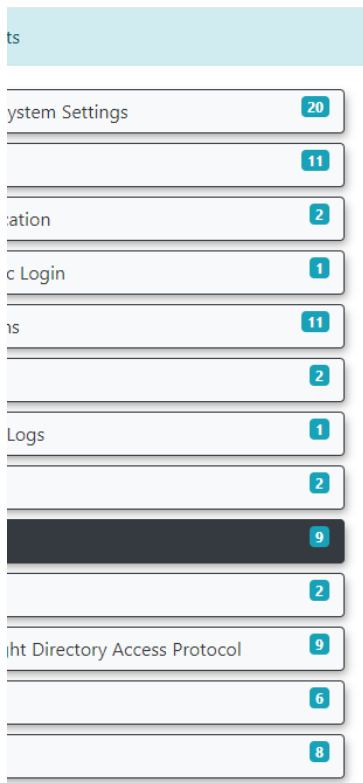 ts
ystem Settings 20
11
cation 2
c Login 1
ns 11
2
Logs 1
2
9
2
ght Directory Access Protocol 9
6
8